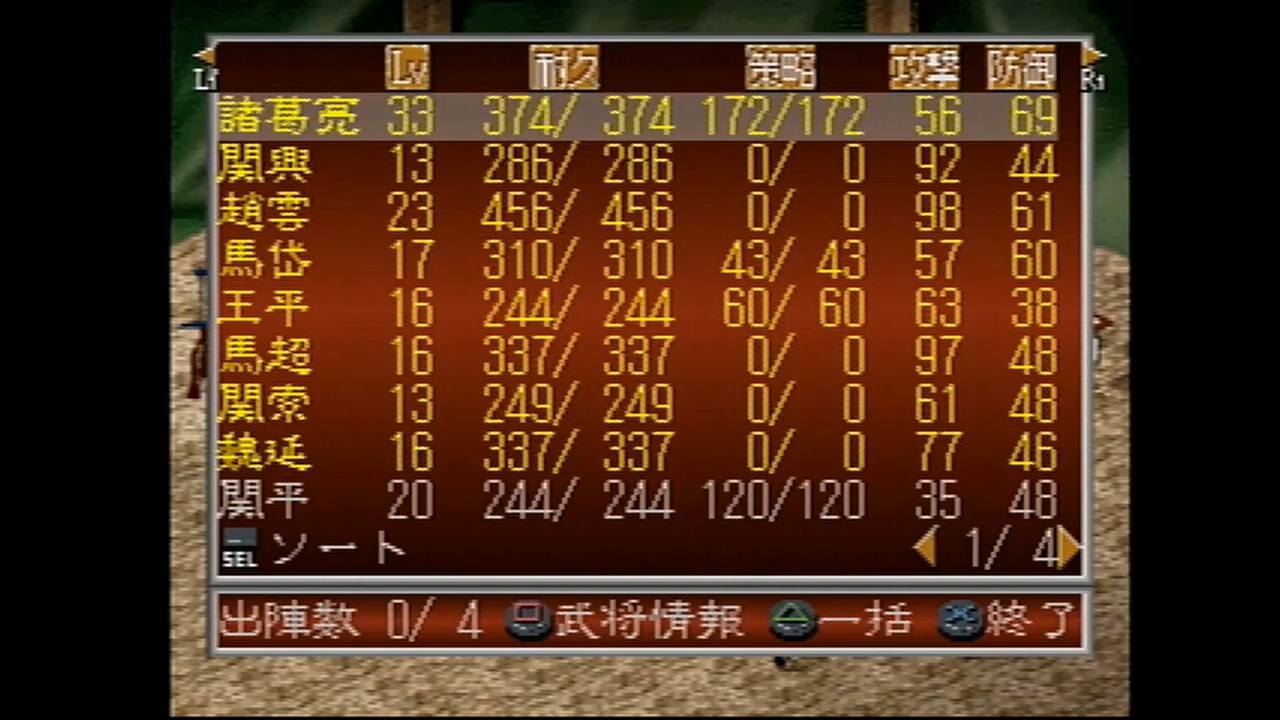 Lv 耐久 策略 攻撃 防御
L1 R1
諸葛亮 33 374/ 374 172/172 56 69
関興 13 286/ 286 0/ 0 92 44
趙雲 23 456/ 456 0/ 0 98 61
馬岱 17 310/ 310 43/ 43 57 60
王平 16 244/ 244 60/ 60 63 38
馬超 16 337/ 337 0/ 0 97 48
関索 13 249/ 249 0/ 0 61 48
魏延 16 337/ 337 0/ 0 77 46
関平 20 244/ 244 120/120 35 48
SEL ソート 1/ 4
出陣数 0/ 4 武将情報 一括 終了